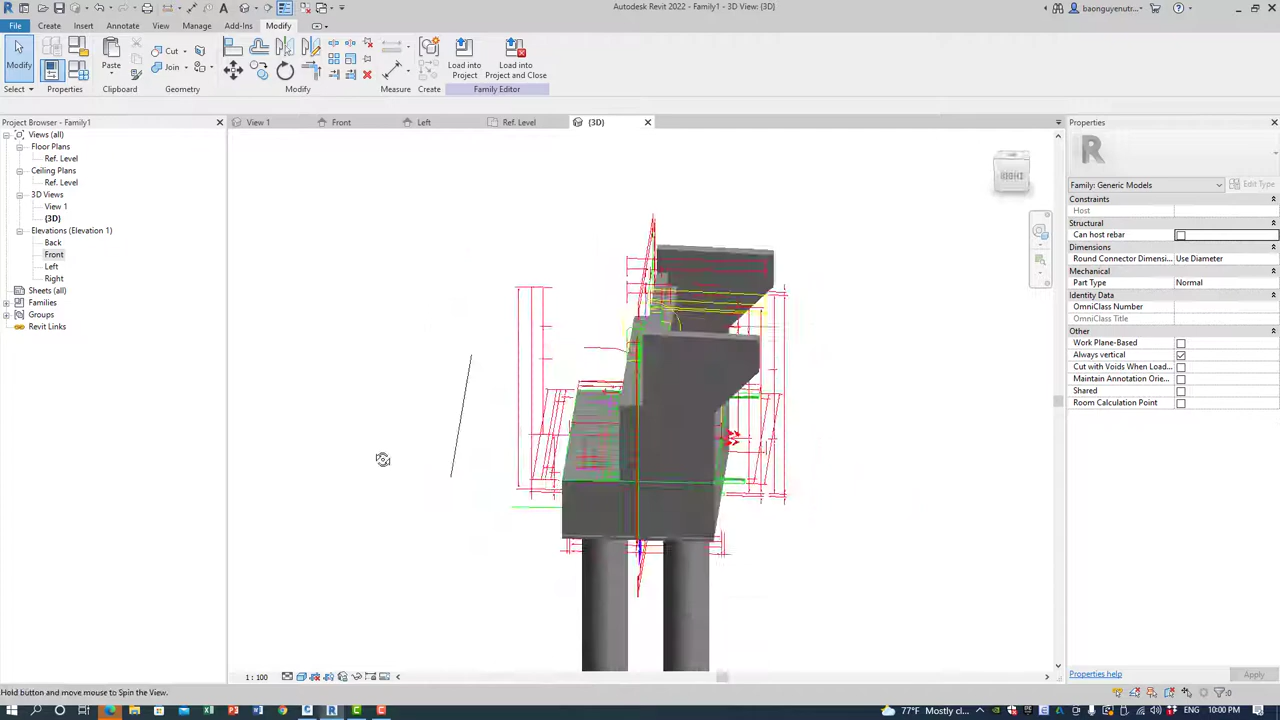 Autodesk Revit 2022 - Family1 - 3D View: {3D}
baonguyenutr...
File Create Insert Annotate View Manage Add-Ins Modify
Modify
Paste
Cut
Join
Load into Project
Load into Project and Close
Select Properties Clipboard Geometry Modify Measure Create Family Editor
Project Browser - Family1
View 1 Front Left Ref. Level {3D}
Properties
Views (all)
Floor Plans
Ref. Level
Ceiling Plans
Ref. Level
3D Views
View 1
{3D}
Elevations (Elevation 1)
Back
Front
Left
Right
Sheets (all)
Families
Groups
Revit Links
RIGHT
Family: Generic Models
Edit Type
Constraints
Host
Structural
Can host rebar
Dimensions
Round Connector Dimensi... Use Diameter
Mechanical
Part Type Normal
Identity Data
OmniClass Number
OmniClass Title
Other
Work Plane-Based
Always vertical
Cut with Voids When Load...
Maintain Annotation Orie...
Shared
Room Calculation Point
Properties help
Apply
1 : 100
Hold button and move mouse to Spin the View.
:0
77°F Mostly cl...
ENG
10:00 PM